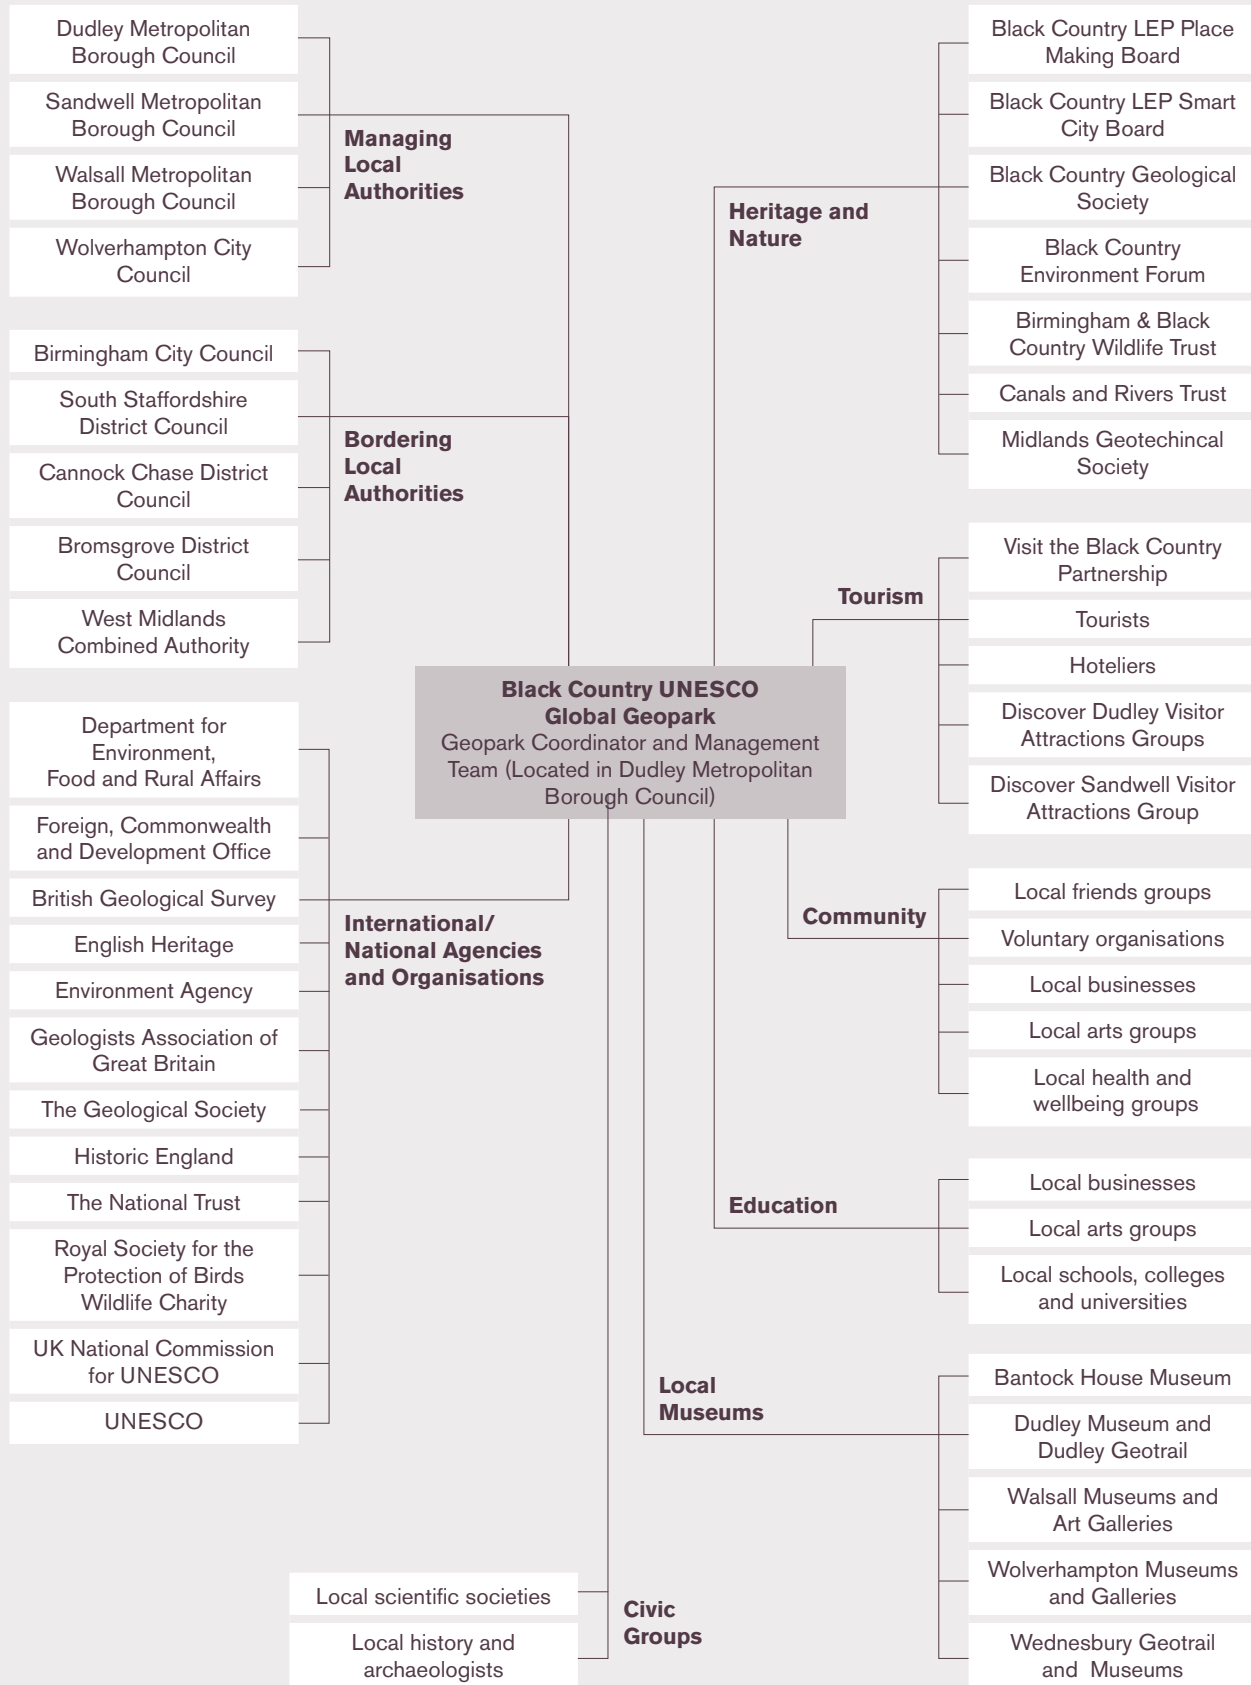 Dudley Metropolitan
Borough Council
Sandwell Metropolitan
Borough Council
Walsall Metropolitan
Borough Council
Wolverhampton City
Council
Managing
Local
Authorities
Birmingham City Council
South Staffordshire
District Council
Cannock Chase District
Council
Bromsgrove District
Council
West Midlands
Combined Authority
Bordering
Local
Authorities
Department for
Environment,
Food and Rural Affairs
Foreign, Commonwealth
and Development Office
British Geological Survey
English Heritage
Environment Agency
Geologists Association of
Great Britain
The Geological Society
Historic England
The National Trust
Royal Society for the
Protection of Birds
Wildlife Charity
UK National Commission
for UNESCO
UNESCO
International/
National Agencies
and Organisations
Black Country UNESCO
Global Geopark
Geopark Coordinator and Management
Team (Located in Dudley Metropolitan
Borough Council)
Heritage and
Nature
Black Country LEP Place
Making Board
Black Country LEP Smart
City Board
Black Country Geological
Society
Black Country
Environment Forum
Birmingham & Black
Country Wildlife Trust
Canals and Rivers Trust
Midlands Geotechincal
Society
Tourism
Visit the Black Country
Partnership
Tourists
Hoteliers
Discover Dudley Visitor
Attractions Groups
Discover Sandwell Visitor
Attractions Group
Community
Local friends groups
Voluntary organisations
Local businesses
Local arts groups
Local health and
wellbeing groups
Education
Local businesses
Local arts groups
Local schools, colleges
and universities
Local
Museums
Bantock House Museum
Dudley Museum and
Dudley Geotrail
Walsall Museums and
Art Galleries
Wolverhampton Museums
and Galleries
Wednesbury Geotrail
and Museums
Local scientific societies
Local history and
archaeologists
Civic
Groups